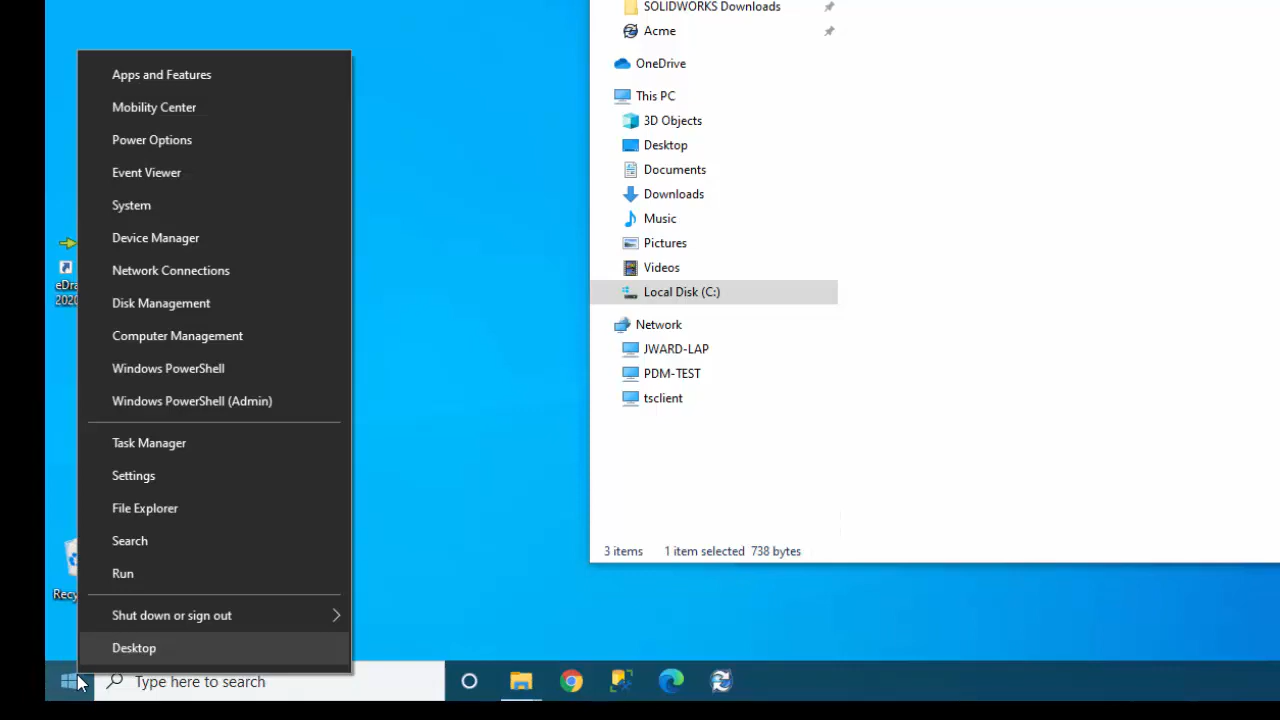 Apps and Features
Mobility Center
Power Options
Event Viewer
System
Device Manager
Network Connections
Disk Management
Computer Management
Windows PowerShell
Windows PowerShell (Admin)
Task Manager
Settings
File Explorer
Search
Run
Shut down or sign out
Desktop
eDra
2020
Recy
Type here to search
SOLIDWORKS Downloads
Acme
OneDrive
This PC
3D Objects
Desktop
Documents
Downloads
Music
Pictures
Videos
Local Disk (C:)
Network
JWARD-LAP
PDM-TEST
tsclient
3 items 1 item selected 738 bytes